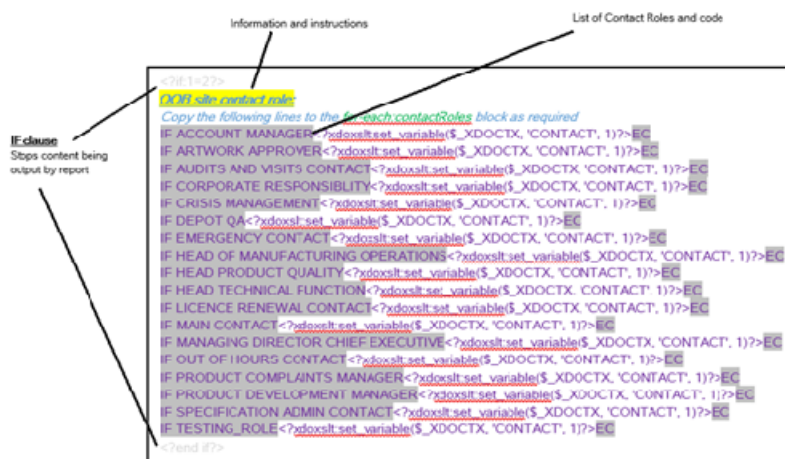 Information and instructions
List of Contact Roles and code
<?if:1=2?>
OOB site contact role:
Copy the following lines to the for-each:contactRoles block as required
IF clause
Stops content being
output by report
IF ACCOUNT MANAGER<?xdoxslt:set_variable($_XDOCTX, 'CONTACT', 1)?>EC
IF ARTWORK APPROVER<?xdoxslt:set_variable($_XDOCTX, 'CONTACT', 1)?>EC
IF AUDITS AND VISITS CONTACT<?xdoxslt:set_variable($_XDOCTX, 'CONTACT', 1)?>EC
IF CORPORATE RESPONSIBLITY<?xdoxslt:set_variable($_XDOCTX, 'CONTACT', 1)?>EC
IF CRISIS MANAGEMENT<?xdoxslt:set_variable($_XDOCTX, 'CONTACT', 1)?>EC
IF DEPOT QA<?xdoxslt:set_variable($_XDOCTX, 'CONTACT', 1)?>EC
IF EMERGENCY CONTACT<?xdoxslt:set_variable($_XDOCTX, 'CONTACT', 1)?>EC
IF HEAD OF MANUFACTURING OPERATIONS<?xdoxslt:set_variable($_XDOCTX, 'CONTACT', 1)?>EC
IF HEAD PRODUCT QUALITY<?xdoxslt:set_variable($_XDOCTX, 'CONTACT', 1)?>EC
IF HEAD TECHNICAL FUNCTION<?xdoxslt:set_variable($_XDOCTX, 'CONTACT', 1)?>EC
IF LICENCE RENEWAL CONTACT<?xdoxslt:set_variable($_XDOCTX, 'CONTACT', 1)?>EC
IF MAIN CONTACT<?xdoxslt:set_variable($_XDOCTX, 'CONTACT', 1)?>EC
IF MANAGING DIRECTOR CHIEF EXECUTIVE<?xdoxslt:set_variable($_XDOCTX, 'CONTACT', 1)?>EC
IF OUT OF HOURS CONTACT<?xdoxslt:set_variable($_XDOCTX, 'CONTACT', 1)?>EC
IF PRODUCT COMPLAINTS MANAGER<?xdoxslt:set_variable($_XDOCTX, 'CONTACT', 1)?>EC
IF PRODUCT DEVELOPMENT MANAGER<?xdoxslt:set_variable($_XDOCTX, 'CONTACT', 1)?>EC
IF SPECIFICATION ADMIN CONTACT<?xdoxslt:set_variable($_XDOCTX, 'CONTACT', 1)?>EC
IF TESTING_ROLE<?xdoxslt:set_variable($_XDOCTX, 'CONTACT', 1)?>EC
<?end if?>